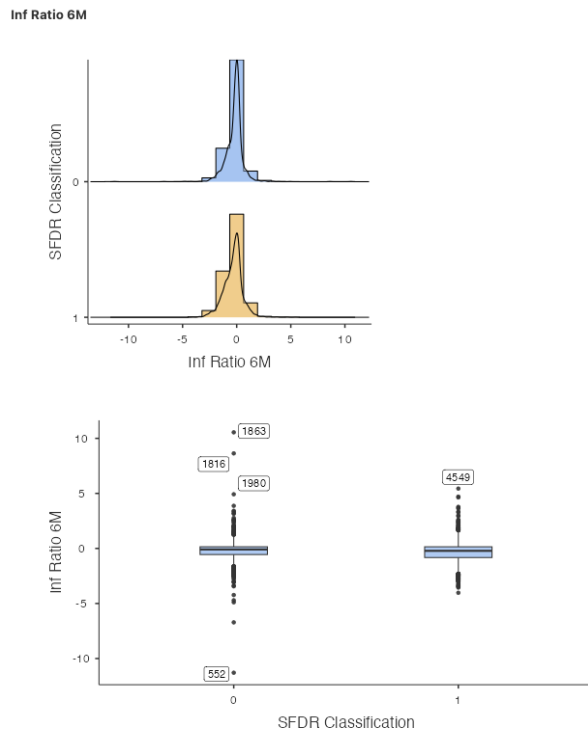 Inf Ratio 6M
SFDR Classification
0
1
-10 -5 0 5 10
Inf Ratio 6M
Inf Ratio 6M
10
5
0
-5
-10
1863
1816
1980
4549
552
0 1
SFDR Classification